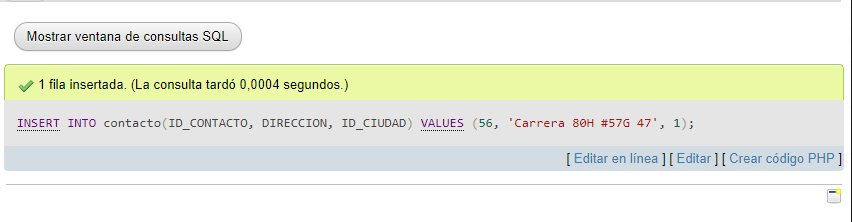 Mostrar ventana de consultas SQL
1 fila insertada. (La consulta tardó 0,0004 segundos.)
INSERT INTO contacto(ID_CONTACTO, DIRECCION, ID_CIUDAD) VALUES (56, 'Carrera 80H #57G 47', 1);
[ Editar en línea ] [ Editar ] [ Crear código PHP ]